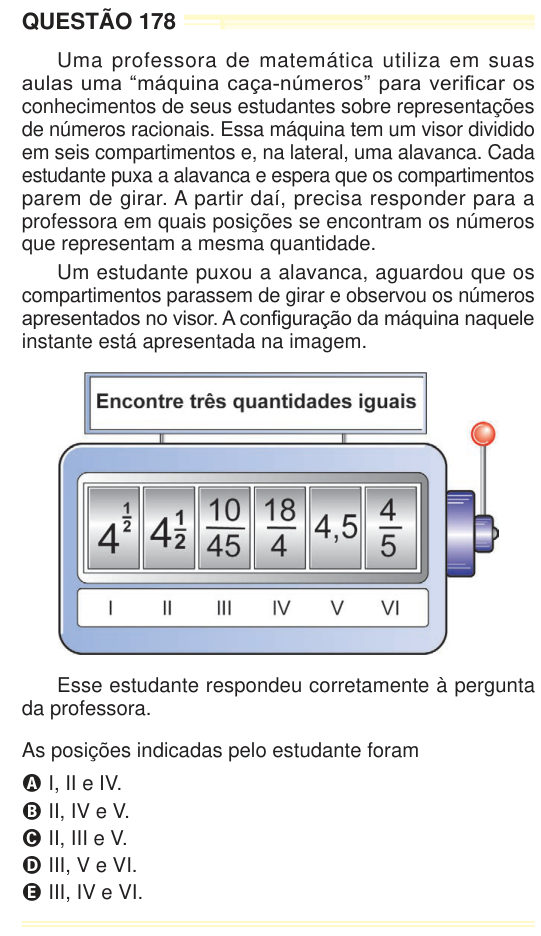 QUESTÃO 178
Uma professora de matemática utiliza em suas
aulas uma “máquina caça-números” para verificar os
conhecimentos de seus estudantes sobre representações
de números racionais. Essa máquina tem um visor dividido
em seis compartimentos e, na lateral, uma alavanca. Cada
estudante puxa a alavanca e espera que os compartimentos
parem de girar. A partir daí, precisa responder para a
professora em quais posições se encontram os números
que representam a mesma quantidade.
Um estudante puxou a alavanca, aguardou que os
compartimentos parassem de girar e observou os números
apresentados no visor. A configuração da máquina naquele
instante está apresentada na imagem.
Encontre três quantidades iguais
4^(1/2) 4 1/2 10/45 18/4 4,5 4/5
I II III IV V VI
Esse estudante respondeu corretamente à pergunta
da professora.
As posições indicadas pelo estudante foram
A I, II e IV.
B II, IV e V.
C II, III e V.
D III, V e VI.
E III, IV e VI.